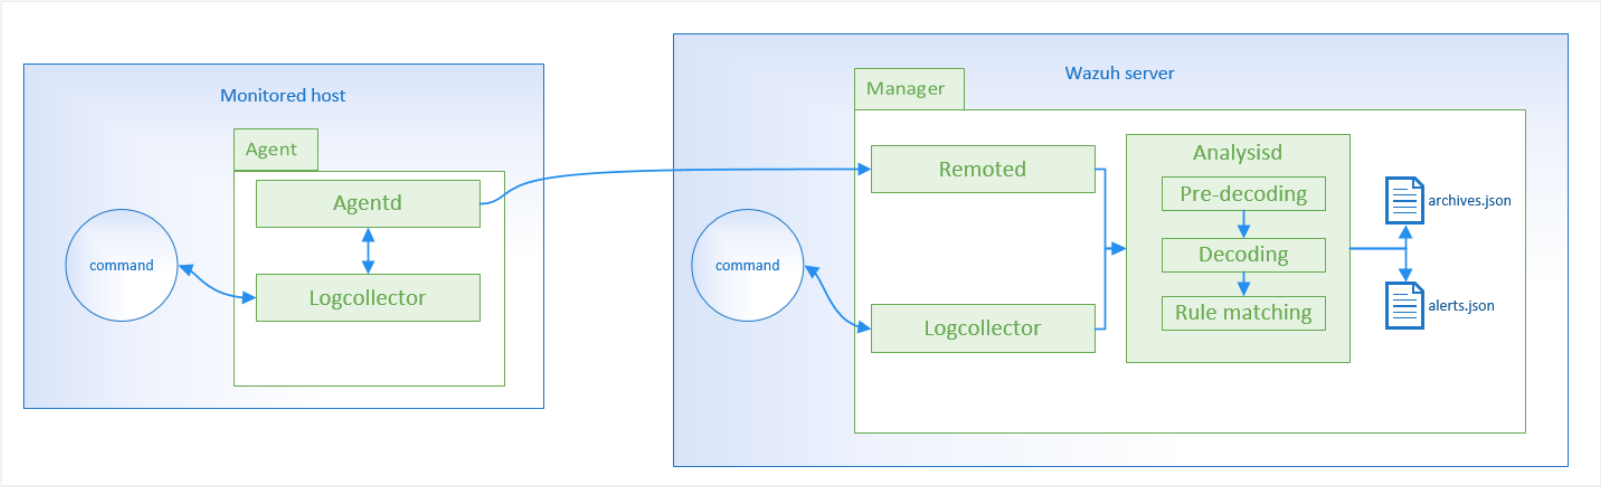 Monitored host
Agent
Agentd
command
Logcollector
Wazuh server
Manager
Remoted
command
Logcollector
Analysisd
Pre-decoding
Decoding
Rule matching
archives.json
alerts.json